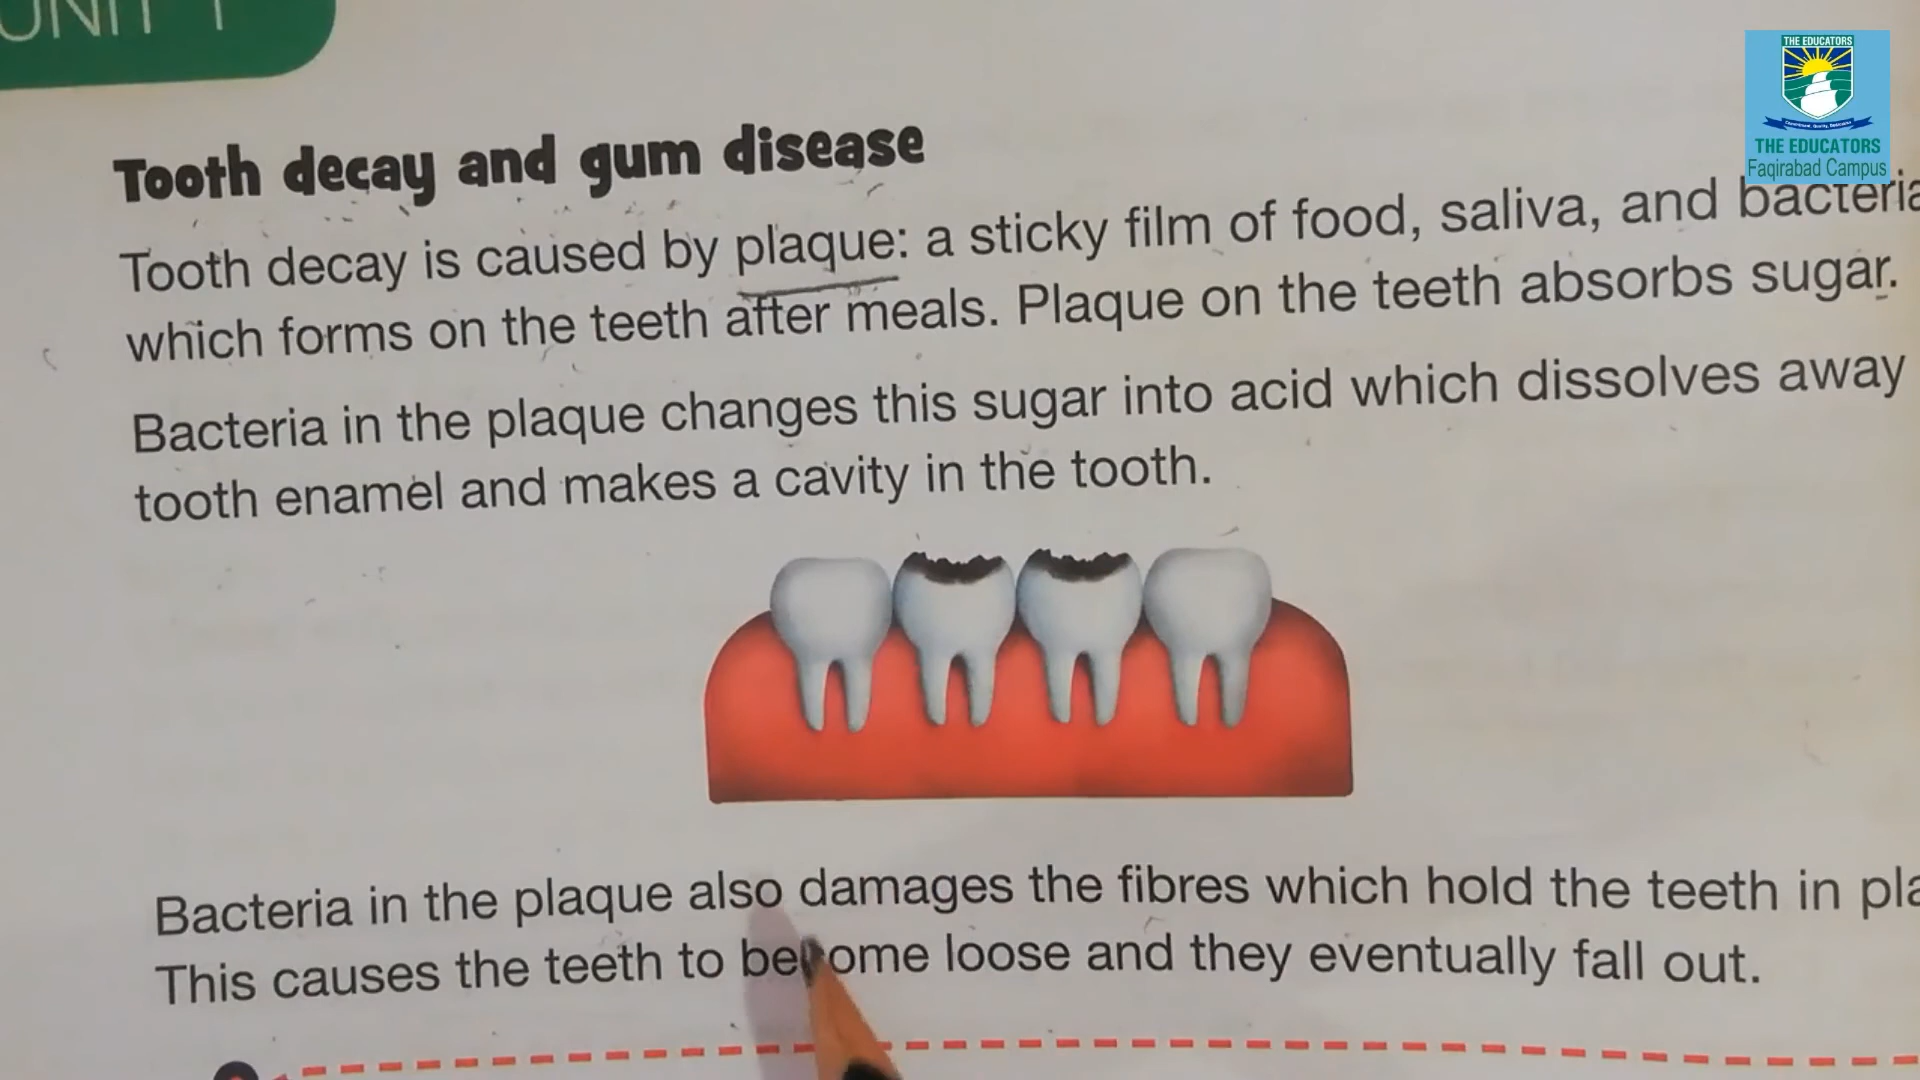 UNIT 1
THE EDUCATORS
THE EDUCATORS
Faqirabad Campus
Tooth decay and gum disease
Tooth decay is caused by plaque: a sticky film of food, saliva, and bacteria
which forms on the teeth after meals. Plaque on the teeth absorbs sugar.
Bacteria in the plaque changes this sugar into acid which dissolves away
tooth enamel and makes a cavity in the tooth.
Bacteria in the plaque also damages the fibres which hold the teeth in pla
This causes the teeth to become loose and they eventually fall out.